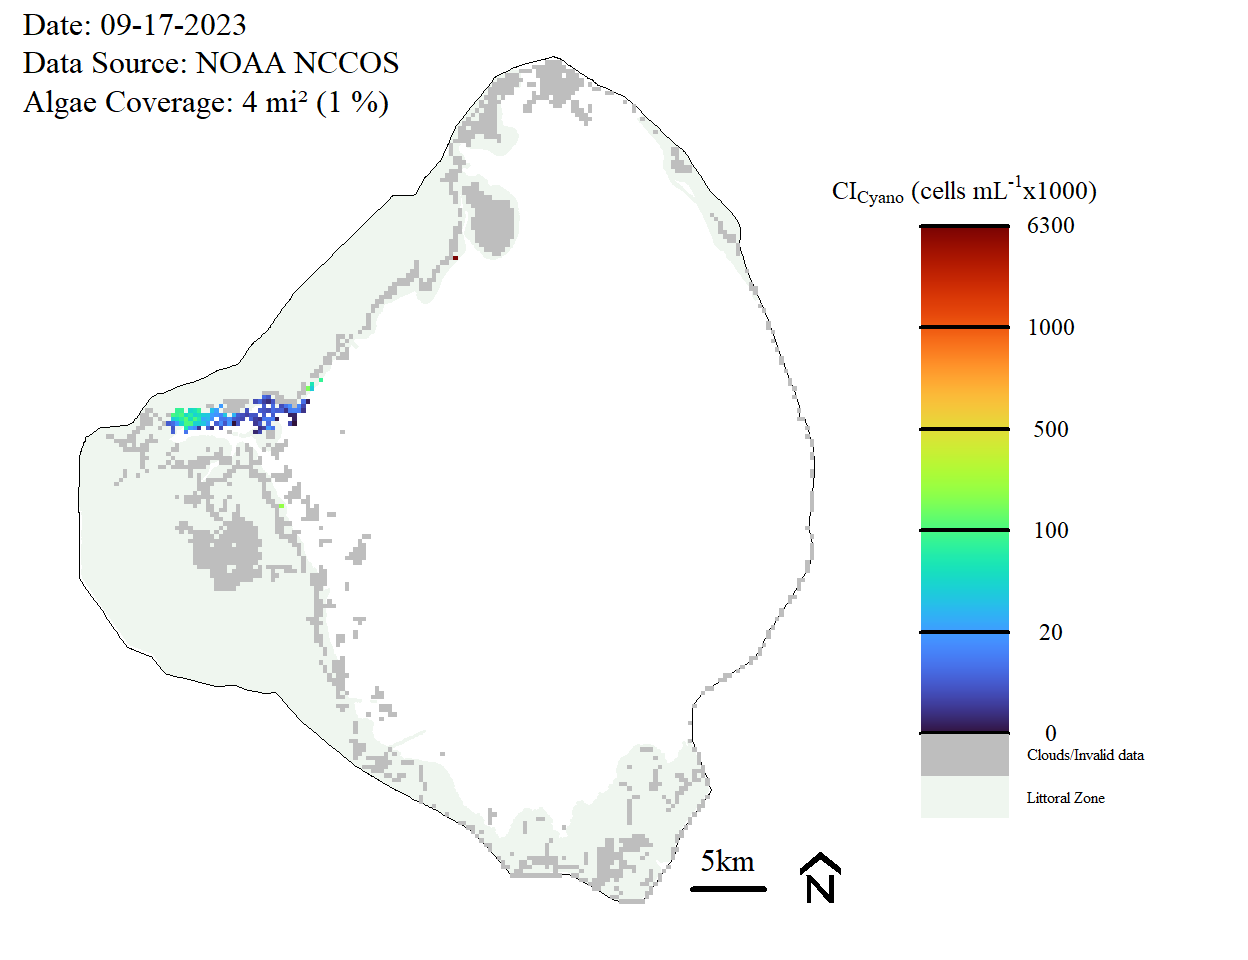 Date: 09-17-2023
Data Source: NOAA NCCOS
Algae Coverage: 4 mi² (1 %)
CICyano (cells mL-1x1000)
6300
1000
500
100
20
0
Clouds/Invalid data
Littoral Zone
5km
N